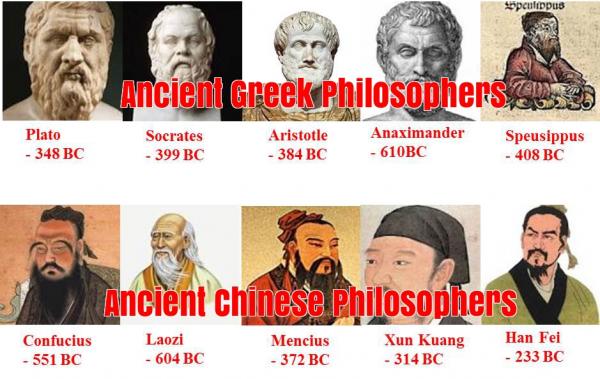 Speusippus
Ancient Greek Philosophers
Plato
- 348 BC
Socrates
- 399 BC
Aristotle
- 384 BC
Anaximander
- 610BC
Speusippus
- 408 BC
Ancient Chinese Philosophers
Confucius
- 551 BC
Laozi
- 604 BC
Mencius
- 372 BC
Xun Kuang
- 314 BC
Han Fei
- 233 BC